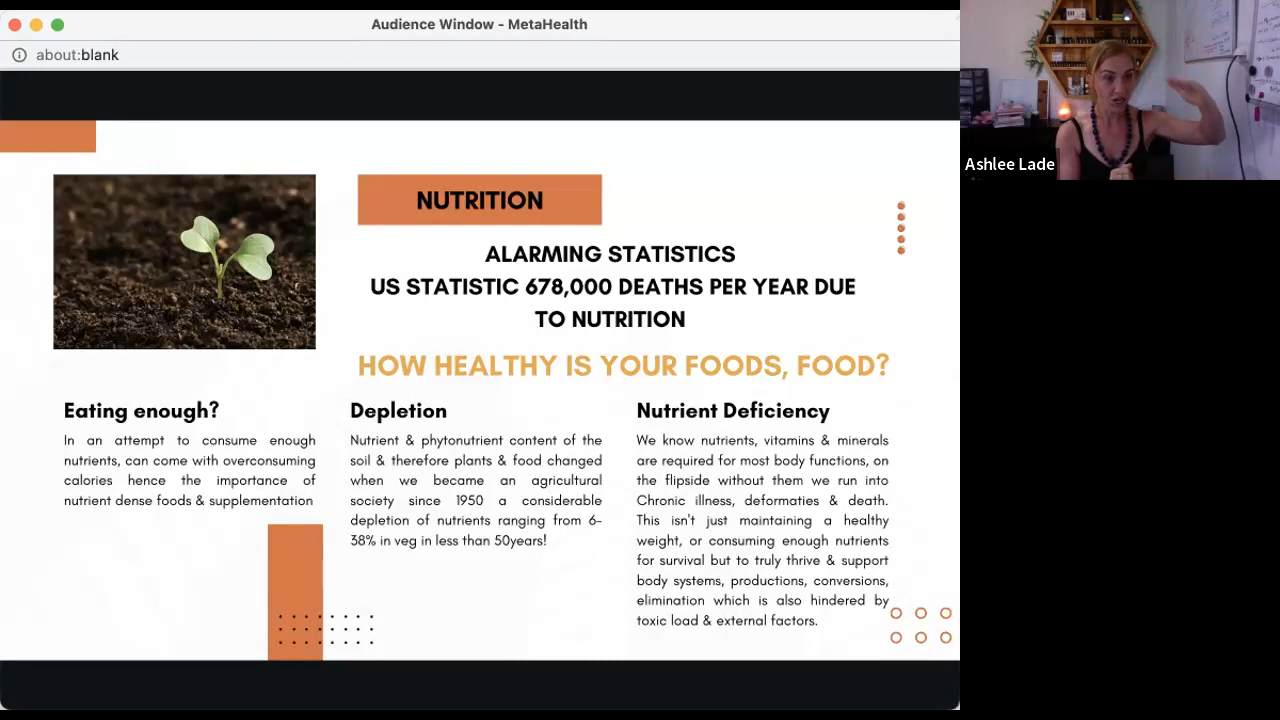 Audience Window - MetaHealth
about:blank
Ashlee Lade
NUTRITION
ALARMING STATISTICS
US STATISTIC 678,000 DEATHS PER YEAR DUE
TO NUTRITION
HOW HEALTHY IS YOUR FOODS, FOOD?
Eating enough?
In an attempt to consume enough
nutrients, can come with overconsuming
calories hence the importance of
nutrient dense foods & supplementation
Depletion
Nutrient & phytonutrient content of the
soil & therefore plants & food changed
when we became an agricultural
society since 1950 a considerable
depletion of nutrients ranging from 6-
38% in veg in less than 50years!
Nutrient Deficiency
We know nutrients, vitamins & minerals
are required for most body functions, on
the flipside without them we run into
Chronic illness, deformaties & death.
This isn't just maintaining a healthy
weight, or consuming enough nutrients
for survival but to truly thrive & support
body systems, productions, conversions,
elimination which is also hindered by
toxic load & external factors.